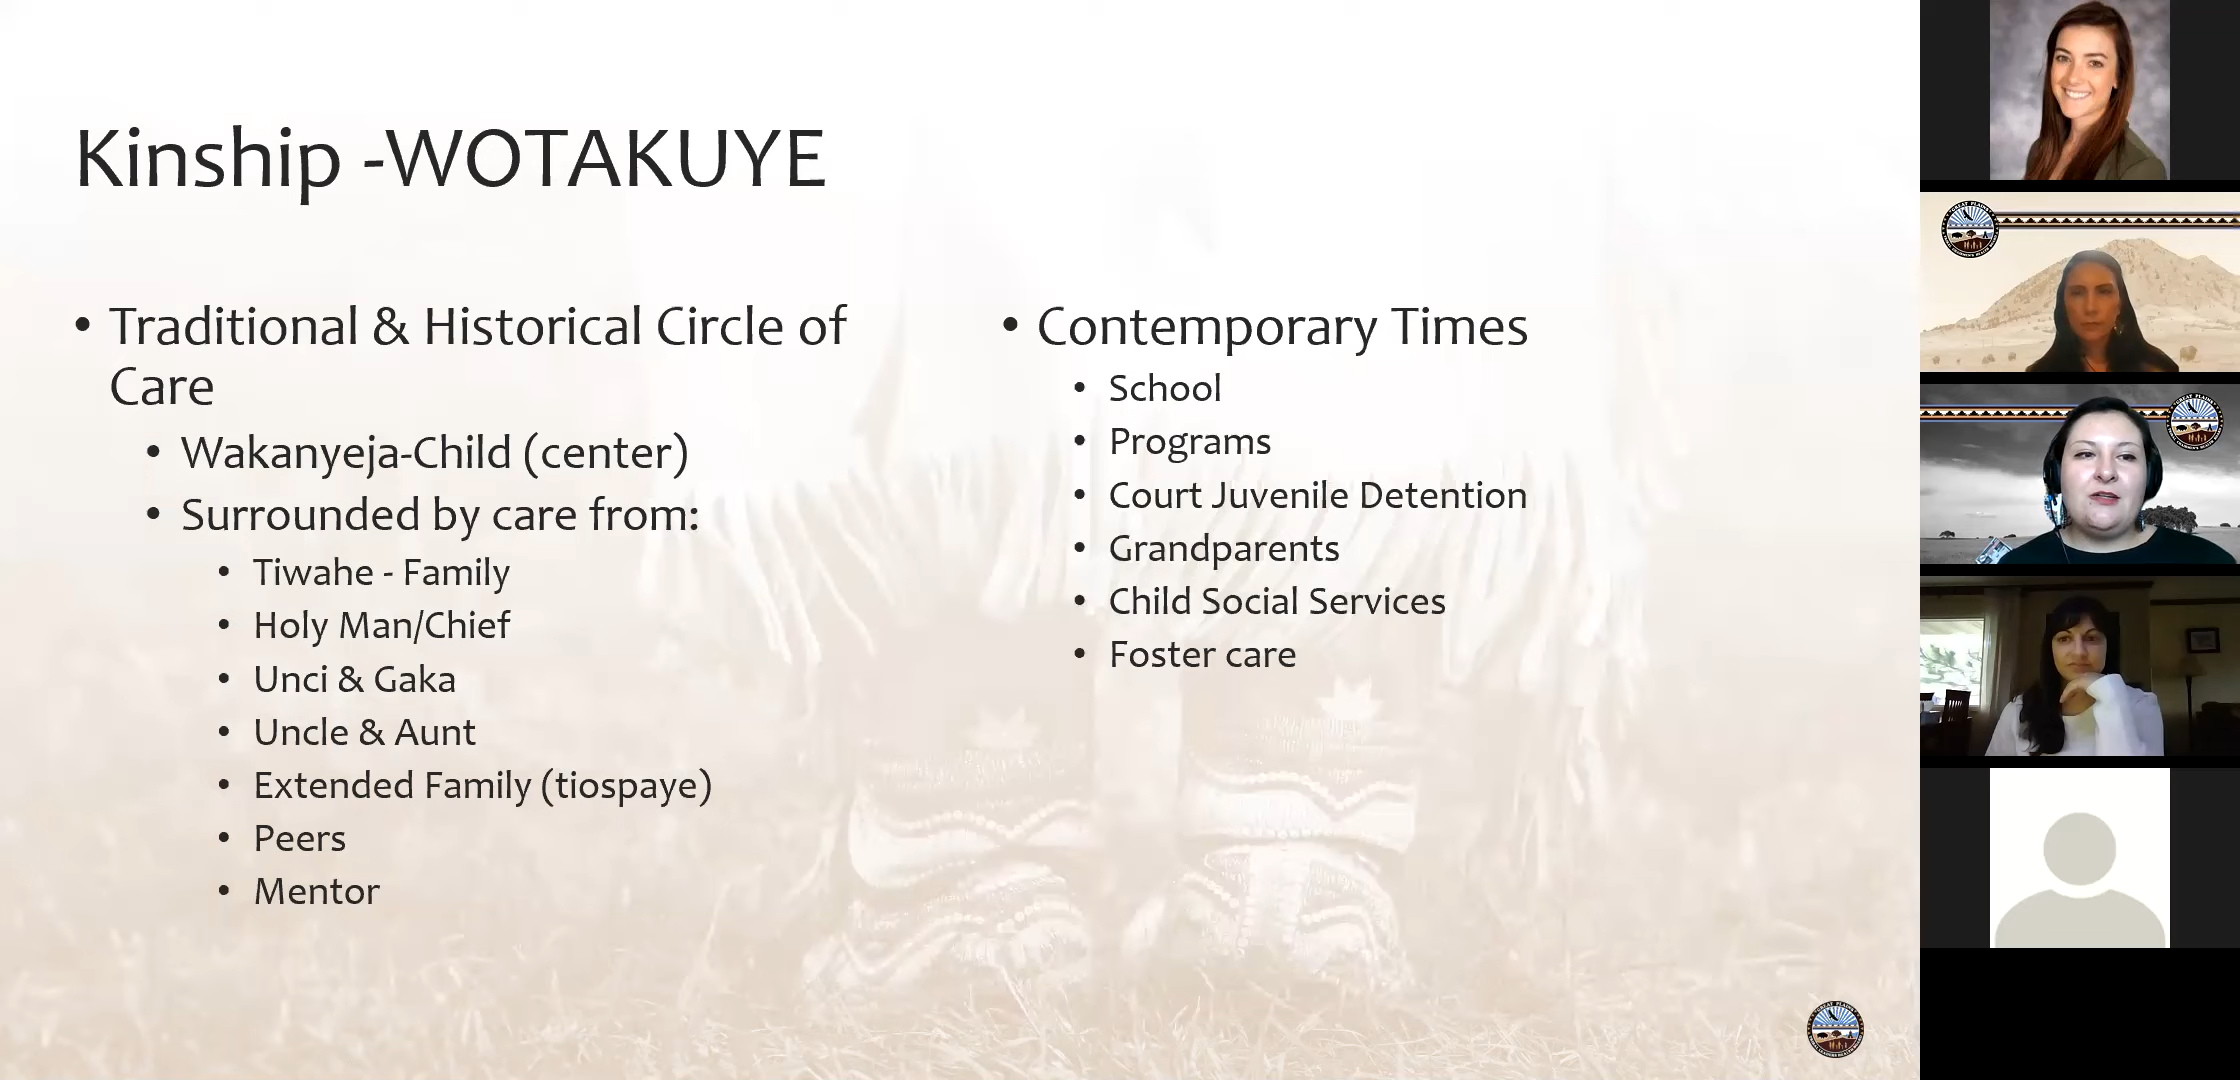 Kinship -WOTAKUYE
• Traditional & Historical Circle of
Care
• Wakanyeja-Child (center)
• Surrounded by care from:
• Tiwahe - Family
• Holy Man/Chief
• Unci & Gaka
• Uncle & Aunt
• Extended Family (tiospaye)
• Peers
• Mentor
• Contemporary Times
• School
• Programs
• Court Juvenile Detention
• Grandparents
• Child Social Services
• Foster care